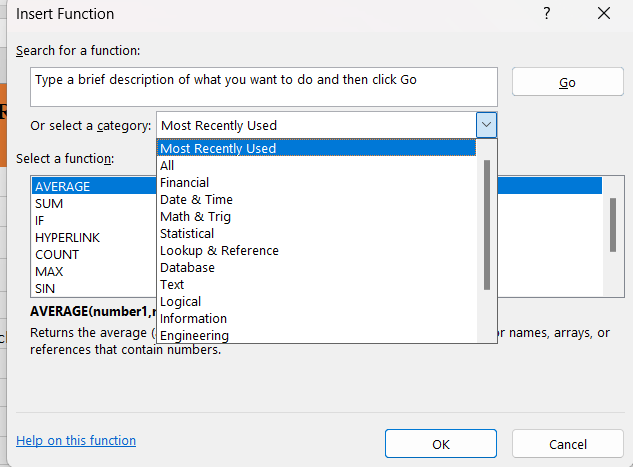 Insert Function
?
Search for a function:
Type a brief description of what you want to do and then click Go
Go
Or select a category:
Most Recently Used
Most Recently Used
All
Financial
Date & Time
Math & Trig
Statistical
Lookup & Reference
Database
Text
Logical
Information
Engineering
Select a function:
AVERAGE
SUM
IF
HYPERLINK
COUNT
MAX
SIN
AVERAGE(number1,
Returns the average ( or names, arrays, or
references that contain numbers.
Help on this function
OK
Cancel